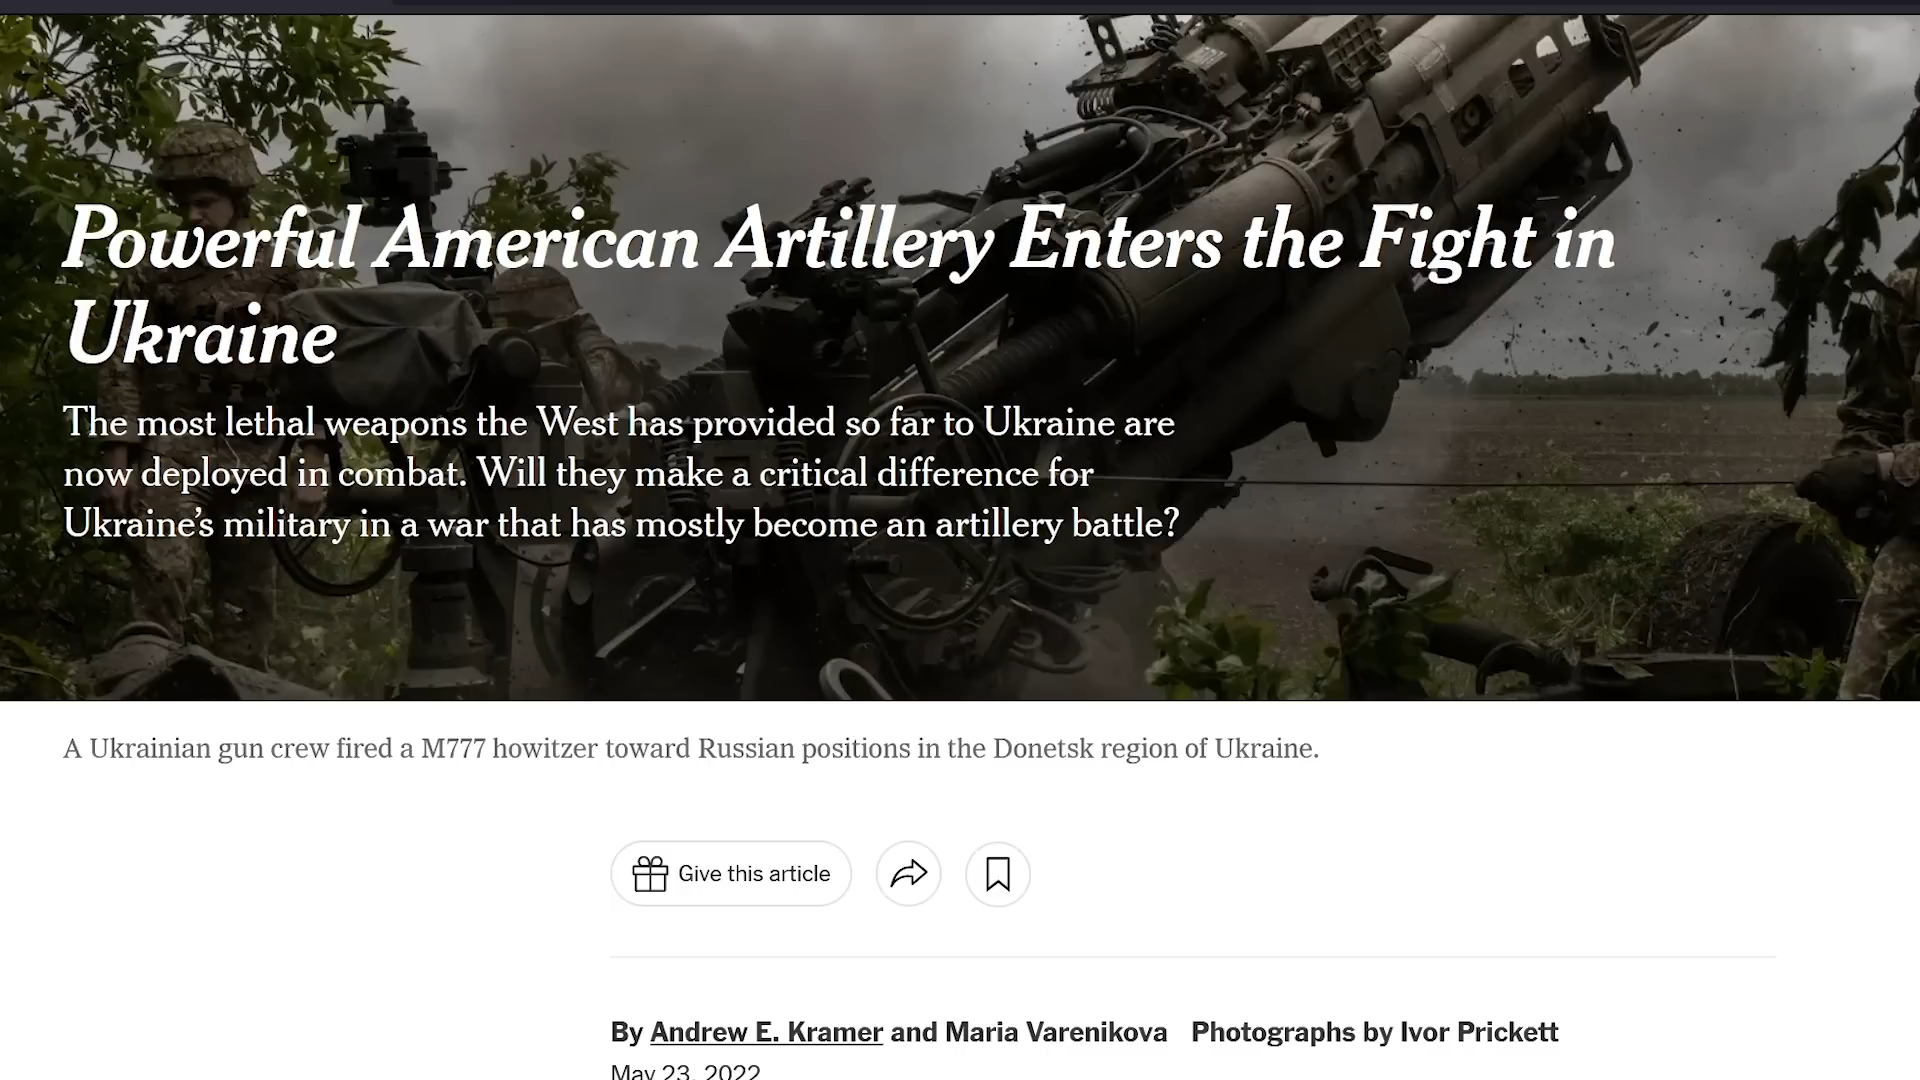 Powerful American Artillery Enters the Fight in
Ukraine
The most lethal weapons the West has provided so far to Ukraine are
now deployed in combat. Will they make a critical difference for
Ukraine’s military in a war that has mostly become an artillery battle?
A Ukrainian gun crew fired a M777 howitzer toward Russian positions in the Donetsk region of Ukraine.
Give this article
By Andrew E. Kramer and Maria Varenikova Photographs by Ivor Prickett
May 23, 2022